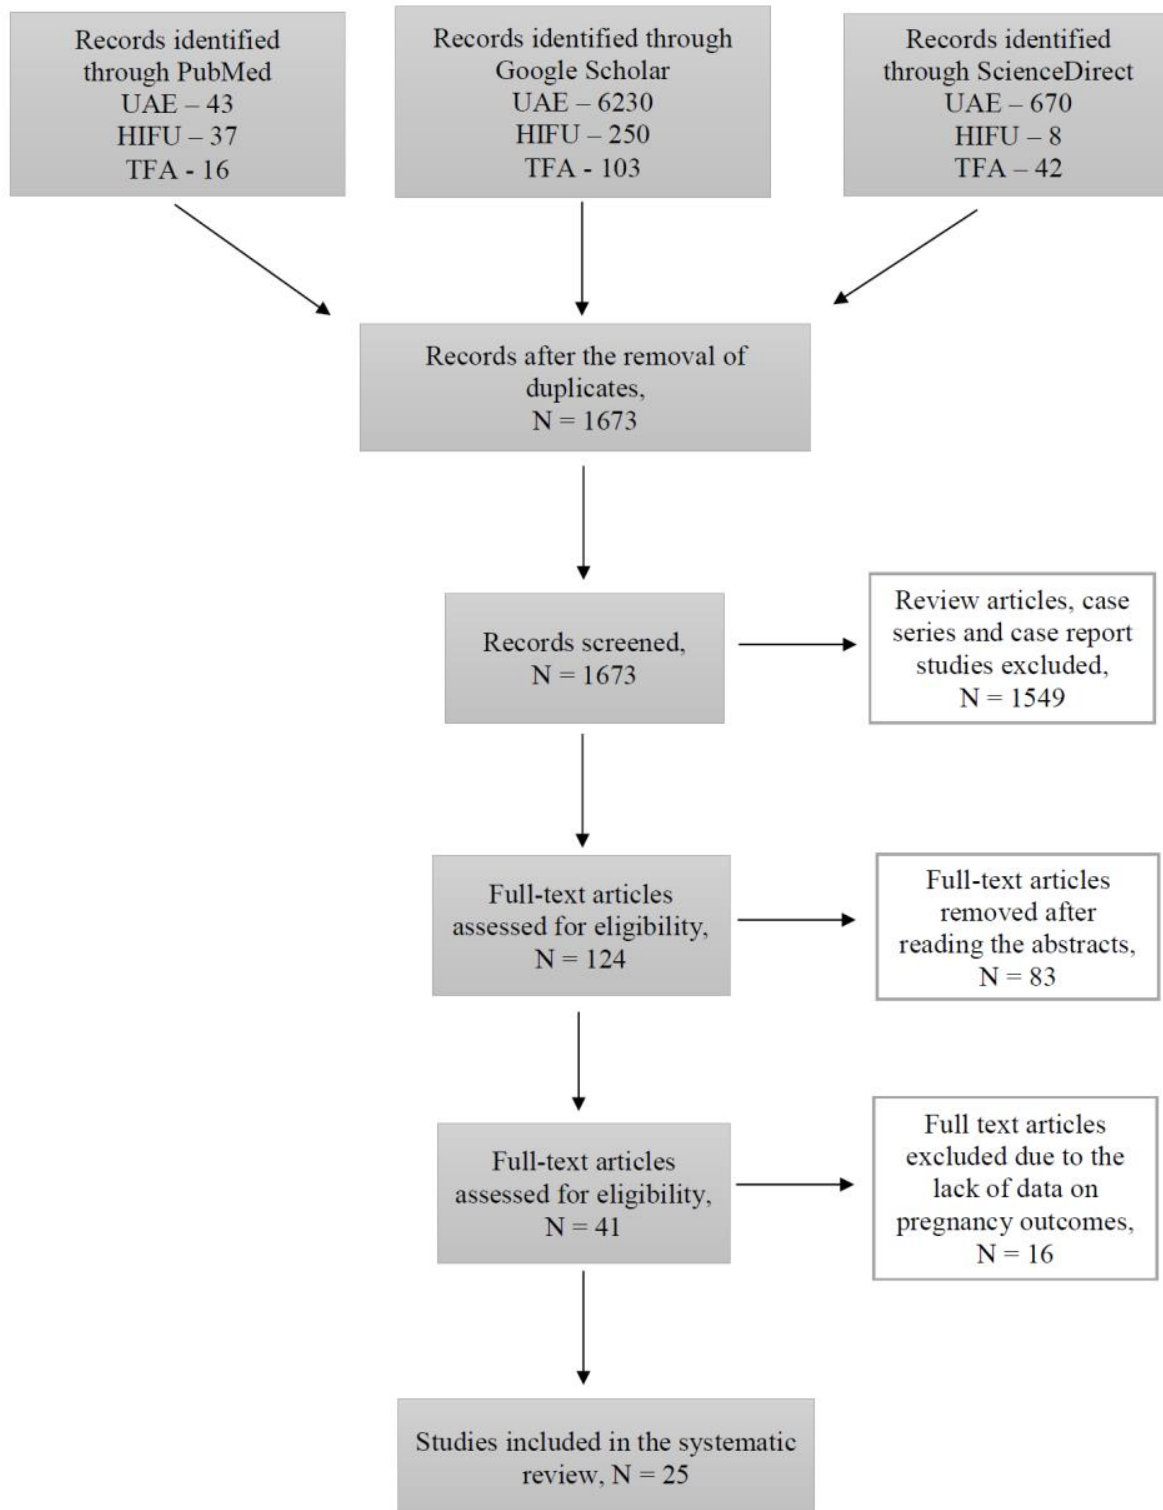 Records identified
through PubMed
UAE – 43
HIFU – 37
TFA - 16
Records identified through
Google Scholar
UAE – 6230
HIFU – 250
TFA - 103
Records identified
through ScienceDirect
UAE – 670
HIFU – 8
TFA – 42
Records after the removal of
duplicates,
N = 1673
Records screened,
N = 1673
Review articles, case
series and case report
studies excluded,
N = 1549
Full-text articles
assessed for eligibility,
N = 124
Full-text articles
removed after
reading the abstracts,
N = 83
Full-text articles
assessed for eligibility,
N = 41
Full text articles
excluded due to the
lack of data on
pregnancy outcomes,
N = 16
Studies included in the systematic
review, N = 25